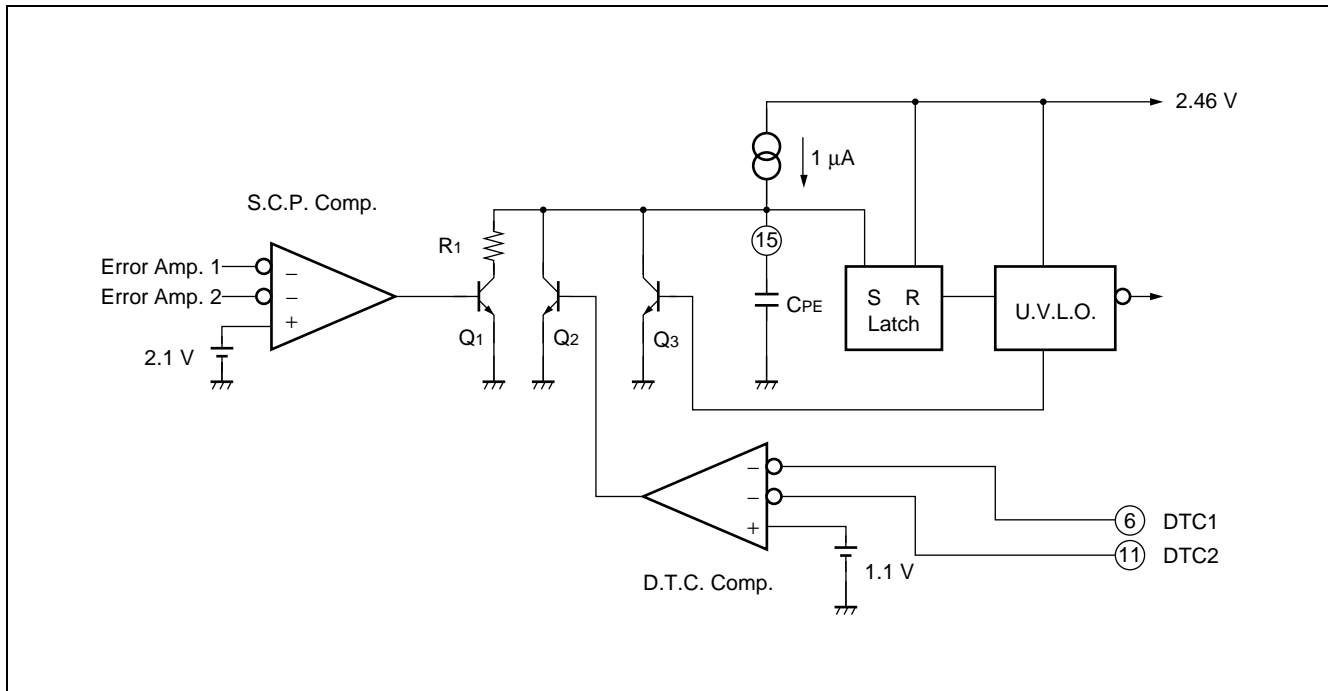 2.46 V
1 μA
S.C.P. Comp.
R1
15
Error Amp. 1
Error Amp. 2
−
−
+
S R
Latch
U.V.L.O.
CPE
Q1
Q2
Q3
2.1 V
−
−
+
6 DTC1
11 DTC2
1.1 V
D.T.C. Comp.